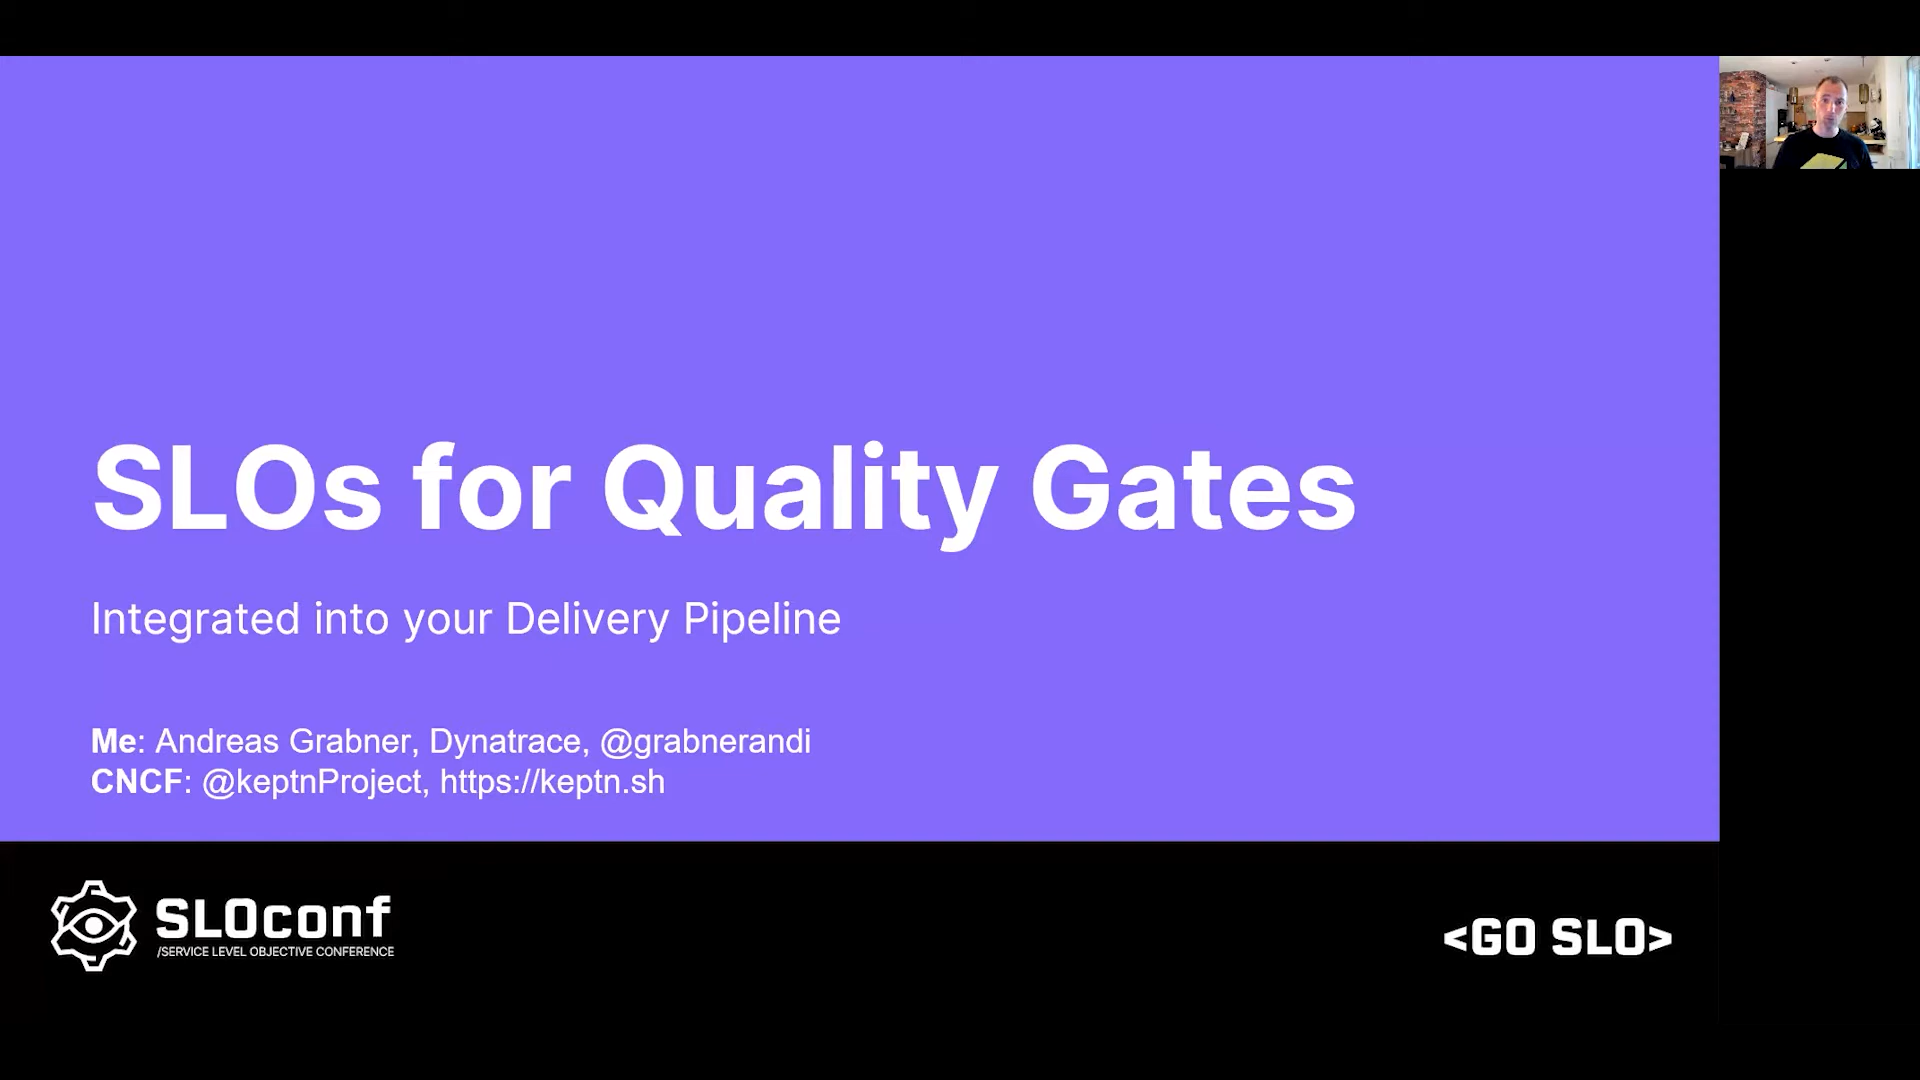 SLOs for Quality Gates
Integrated into your Delivery Pipeline
Me: Andreas Grabner, Dynatrace, @grabnerandi
CNCF: @keptnProject, https://keptn.sh
SLOconf
/SERVICE LEVEL OBJECTIVE CONFERENCE
<GO SLO>